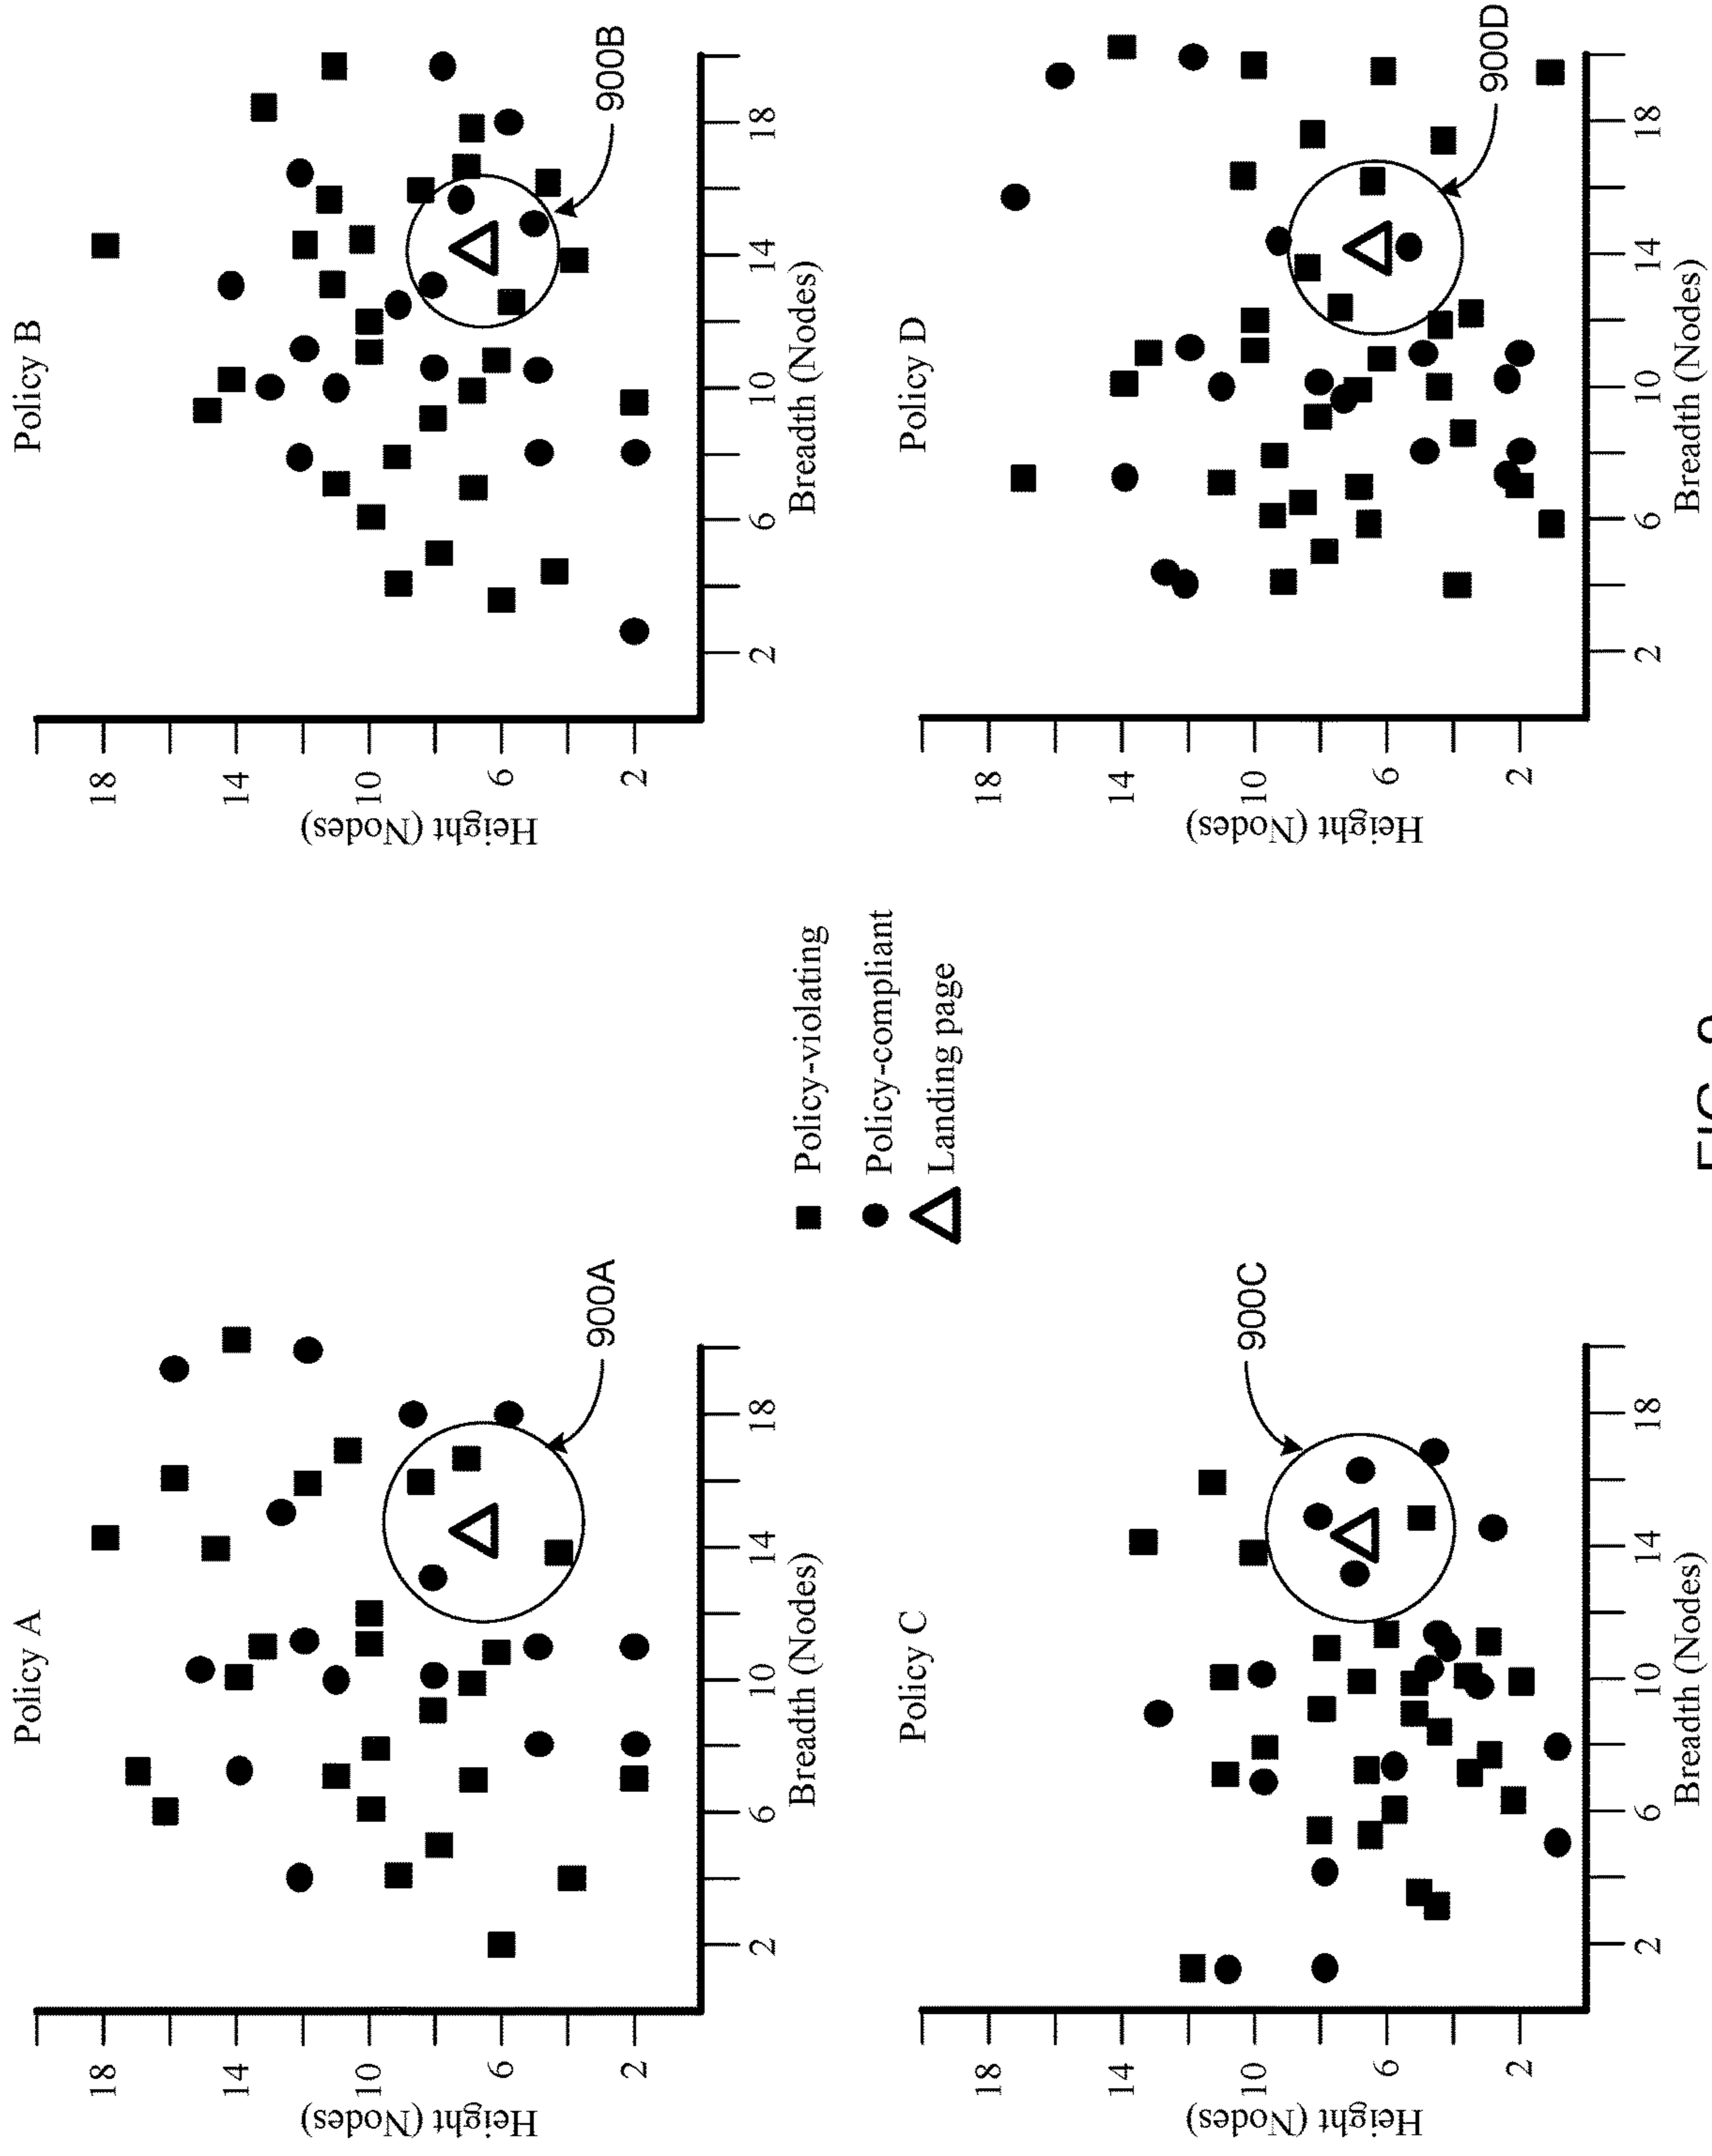 Policy A
18
14
10
6
2
Height (Nodes)
2
6
10
14
18
Breadth (Nodes)
900A
Policy B
18
14
10
6
2
Height (Nodes)
2
6
10
14
18
Breadth (Nodes)
900B
Policy-violating
Policy-compliant
Landing page
Policy C
18
14
10
6
2
Height (Nodes)
2
6
10
14
18
Breadth (Nodes)
900C
Policy D
18
14
10
6
2
Height (Nodes)
2
6
10
14
18
Breadth (Nodes)
900D
FIG.